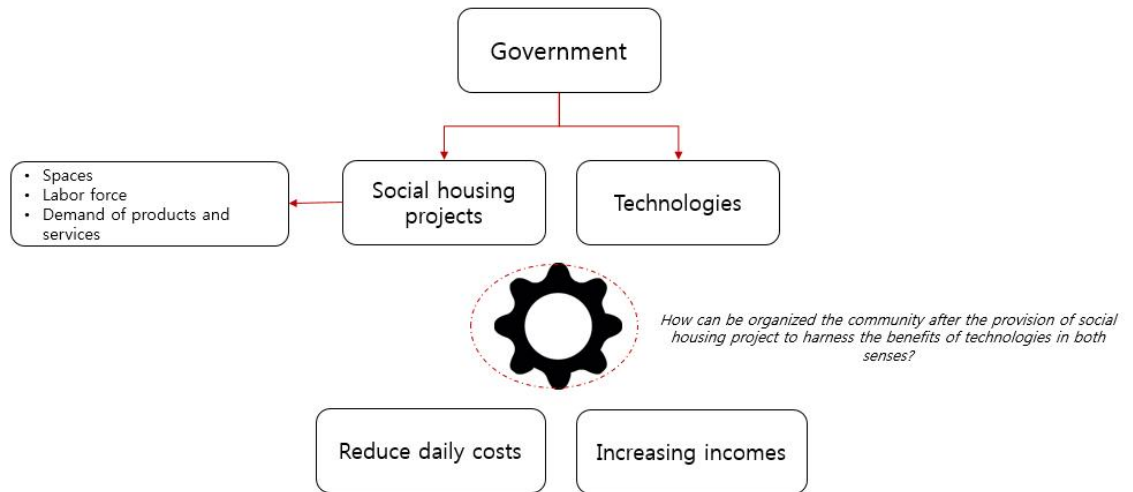 Government
• Spaces
• Labor force
• Demand of products and
services
Social housing
projects
Technologies
How can be organized the community after the provision of social
housing project to harness the benefits of technologies in both
senses?
Reduce daily costs
Increasing incomes